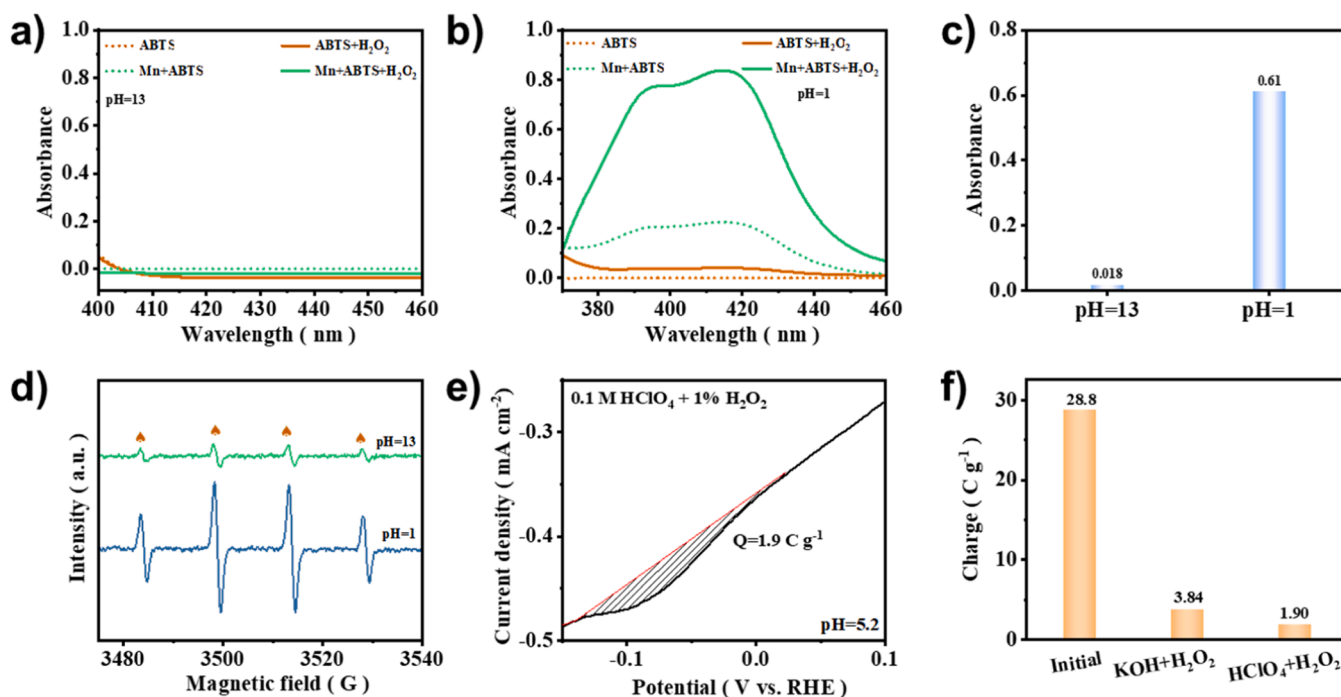 a)
ABTS
ABTS+H₂O₂
Mn+ABTS
Mn+ABTS+H₂O₂
pH=13
Absorbance
1.0
0.8
0.6
0.4
0.2
0.0
400 410 420 430 440 450 460
Wavelength ( nm )
b)
ABTS
ABTS+H₂O₂
Mn+ABTS
Mn+ABTS+H₂O₂
pH=1
Absorbance
1.0
0.8
0.6
0.4
0.2
0.0
380 400 420 440 460
Wavelength ( nm )
c)
Absorbance
0.8
0.6
0.4
0.2
0.0
0.018
0.61
pH=13 pH=1
d)
Intensity ( a.u. )
pH=13
pH=1
3480 3500 3520 3540
Magnetic field ( G )
e)
0.1 M HClO₄ + 1% H₂O₂
Current density ( mA cm⁻²)
-0.3
-0.4
-0.5
Q=1.9 C g⁻¹
pH=5.2
-0.1 0.0 0.1
Potential ( V vs. RHE )
f)
Charge ( C g⁻¹)
30
20
10
0
28.8
3.84
1.90
Initial KOH+H₂O₂ HClO₄+H₂O₂